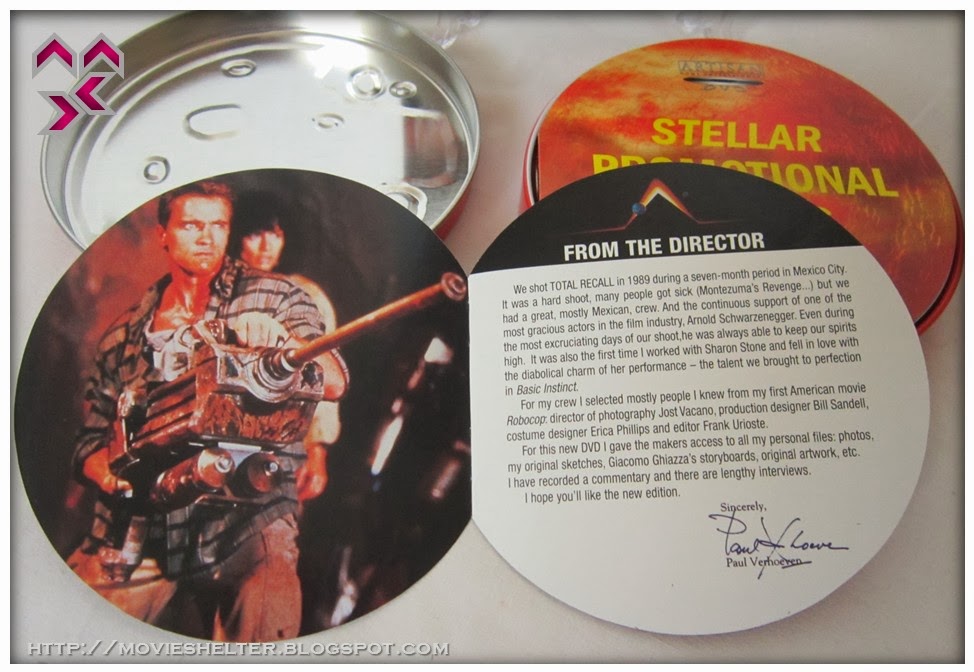 ARTISAN
DVD
STELLAR
PROMOTIONAL
FROM THE DIRECTOR
We shot TOTAL RECALL in 1989 during a seven-month period in Mexico City.
It was a hard shoot, many people got sick (Montezuma's Revenge...) but we
had a great, mostly Mexican, crew. And the continuous support of one of the
most gracious actors in the film industry, Arnold Schwarzenegger. Even during
the most excruciating days of our shoot,he was always able to keep our spirits
high. It was also the first time I worked with Sharon Stone and fell in love with
the diabolical charm of her performance – the talent we brought to perfection
in Basic Instinct.
For my crew I selected mostly people I knew from my first American movie
Robocop: director of photography Jost Vacano, production designer Bill Sandell,
costume designer Erica Phillips and editor Frank Urioste.
For this new DVD I gave the makers access to all my personal files: photos,
my original sketches, Giacomo Ghiazza's storyboards, original artwork, etc.
I have recorded a commentary and there are lengthy interviews.
I hope you'll like the new edition.
Sincerely,
Paul Verhoeven
HTTP://MOVIESHELTER.BLOGSPOT.COM